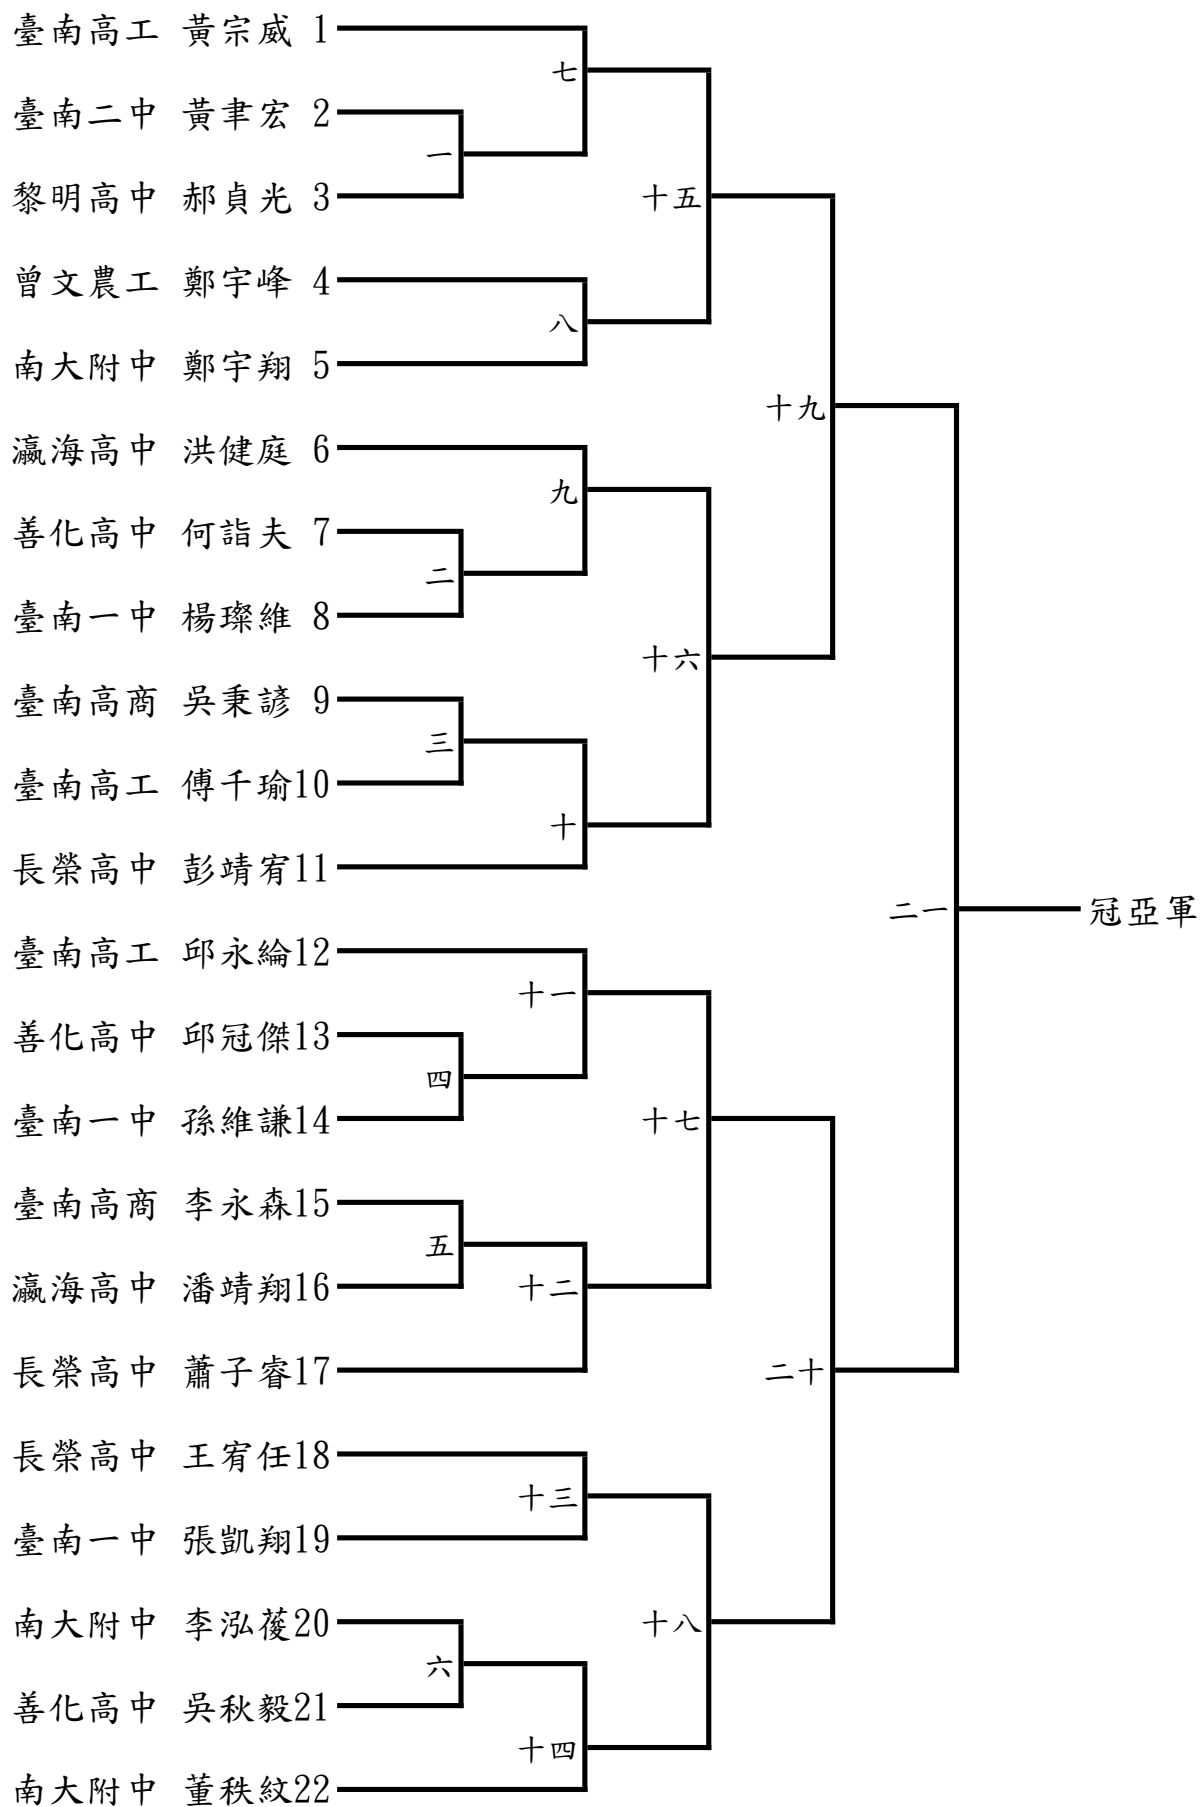 臺南高工 黃宗威 1
七
臺南二中 黃聿宏 2
一
黎明高中 郝貞光 3
十五
曾文農工 鄭宇峰 4
八
南大附中 鄭宇翔 5
十九
瀛海高中 洪健庭 6
九
善化高中 何詣夫 7
二
臺南一中 楊璨維 8
十六
臺南高商 吳秉諺 9
三
臺南高工 傅千瑜10
十
長榮高中 彭靖宥11
二一
冠亞軍
臺南高工 邱永綸12
十一
善化高中 邱冠傑13
四
臺南一中 孫維謙14
十七
臺南高商 李永森15
五
瀛海高中 潘靖翔16
十二
長榮高中 蕭子睿17
二十
長榮高中 王宥任18
十三
臺南一中 張凱翔19
南大附中 李泓葰20
十八
六
善化高中 吳秋毅21
十四
南大附中 董秩紋22